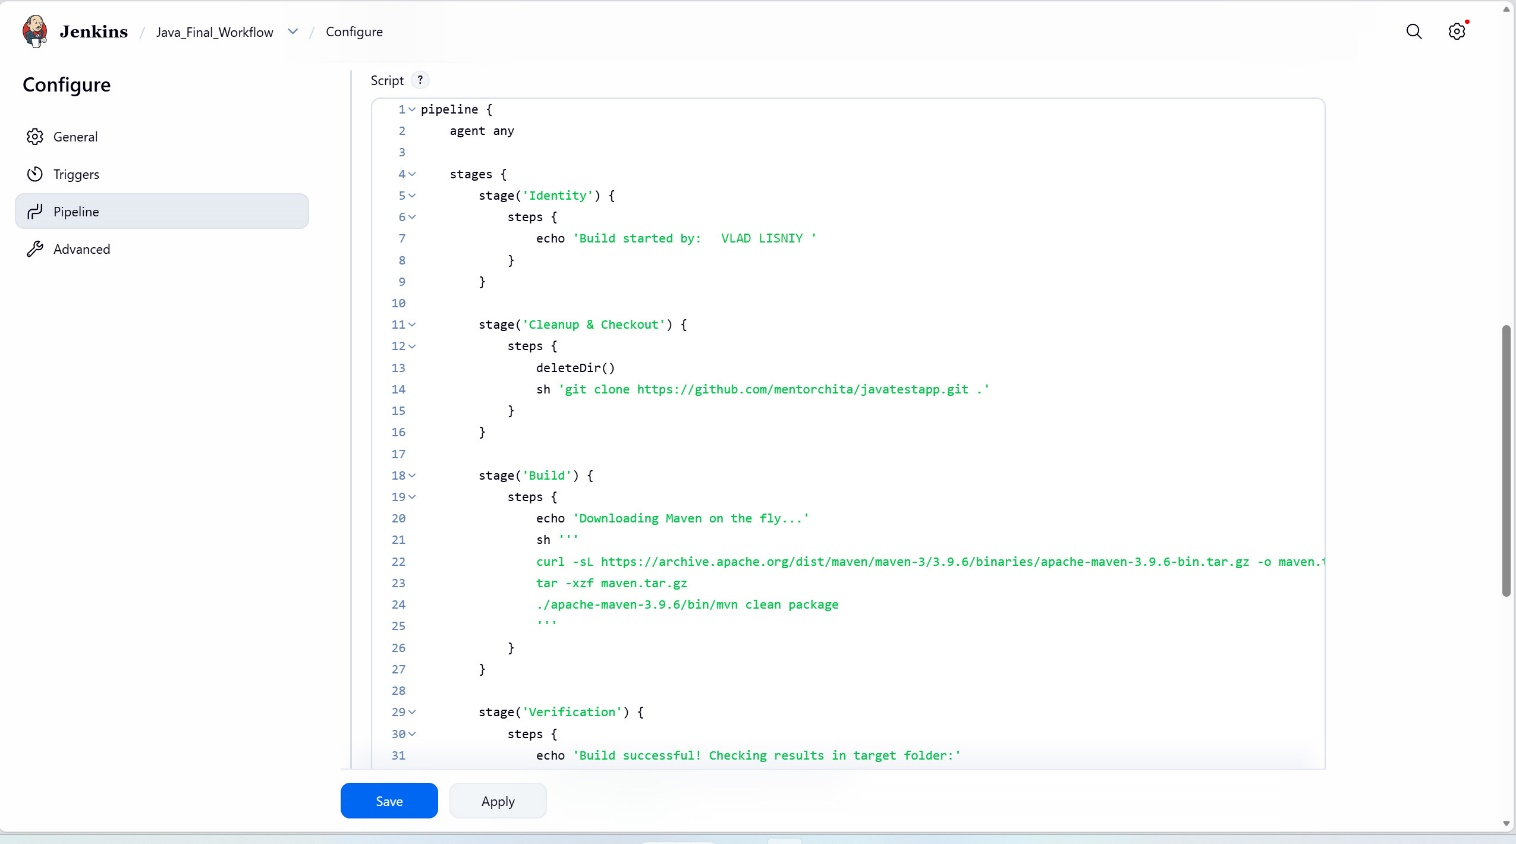 Jenkins / Java_Final_Workflow / Configure
Configure
General
Triggers
Pipeline
Advanced
Script ?
1 pipeline {
2     agent any
3
4     stages {
5         stage('Identity') {
6             steps {
7                 echo 'Build started by:   VLAD LISNIY '
8             }
9         }
10
11         stage('Cleanup & Checkout') {
12             steps {
13                 deleteDir()
14                 sh 'git clone https://github.com/mentorchita/javatestapp.git .'
15             }
16         }
17
18         stage('Build') {
19             steps {
20                 echo 'Downloading Maven on the fly...'
21                 sh '''
22                 curl -sL https://archive.apache.org/dist/maven/maven-3/3.9.6/binaries/apache-maven-3.9.6-bin.tar.gz -o maven.
23                 tar -xzf maven.tar.gz
24                 ./apache-maven-3.9.6/bin/mvn clean package
25                 '''
26             }
27         }
28
29         stage('Verification') {
30             steps {
31                 echo 'Build successful! Checking results in target folder:'
Save
Apply